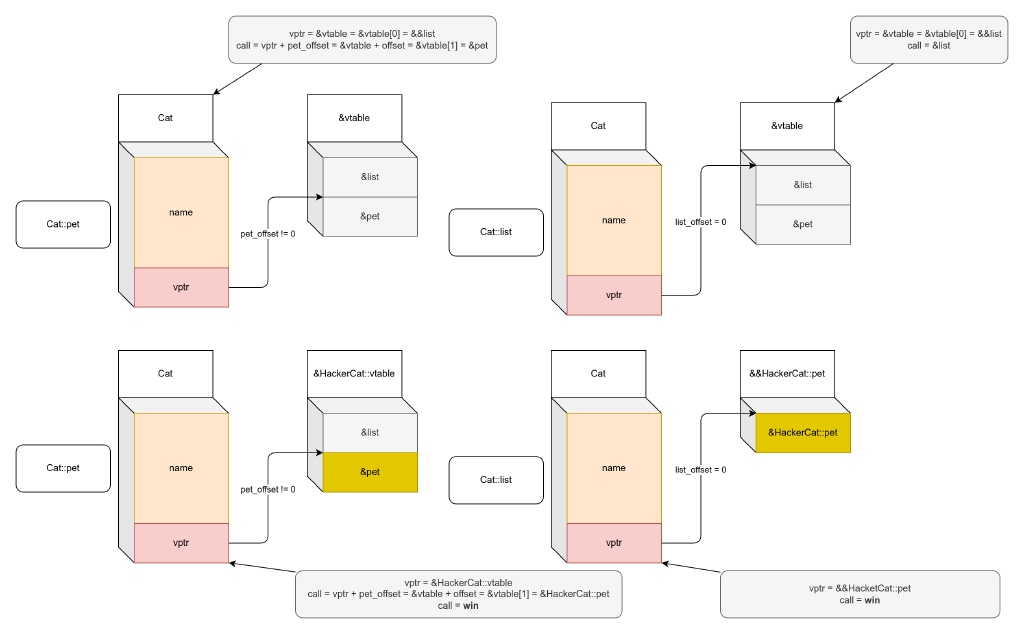 vptr = &vtable = &vtable[0] = &&list
call = vptr + pet_offset = &vtable + offset = &vtable[1] = &pet
vptr = &vtable = &vtable[0] = &&list
call = &list
Cat
&vtable
name
&list
&pet
Cat::pet
pet_offset != 0
vptr
Cat
&vtable
name
&list
&pet
Cat::list
list_offset = 0
vptr
Cat
&HackerCat::vtable
name
&list
&pet
Cat::pet
pet_offset != 0
vptr
vptr = &HackerCat::vtable
call = vptr + pet_offset = &vtable + offset = &vtable[1] = &HackerCat::pet
call = win
Cat
&&HackerCat::pet
name
&HackerCat::pet
Cat::list
list_offset = 0
vptr
vptr = &&HacketCat::pet
call = win